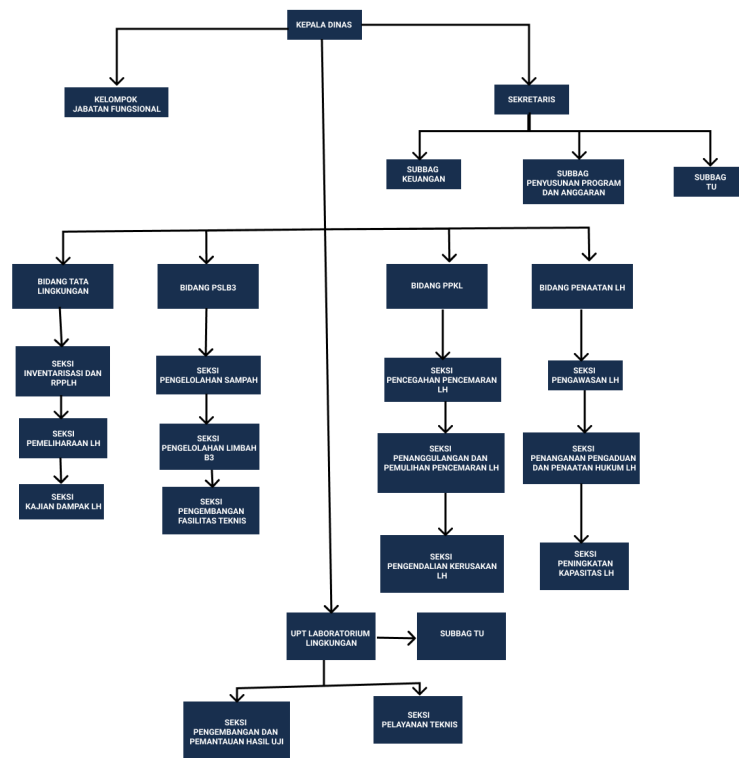 KEPALA DINAS
KELOMPOK
JABATAN FUNGSIONAL
SEKRETARIS
SUBBAG
KEUANGAN
SUBBAG
PENYUSUNAN PROGRAM
DAN ANGGARAN
SUBBAG
TU
BIDANG TATA
LINGKUNGAN
BIDANG PSLB3
BIDANG PPKL
BIDANG PENAATAN LH
SEKSI
INVENTARISASI DAN
RPPLH
SEKSI
PENGELOLAHAN SAMPAH
SEKSI
PENCEGAHAN PENCEMARAN
LH
SEKSI
PENGAWASAN LH
SEKSI
PEMELIHARAAN LH
SEKSI
PENGELOLAHAN LIMBAH
B3
SEKSI
PENANGGULANGAN DAN
PEMULIHAN PENCEMARAN LH
SEKSI
PENANGANAN PENGADUAN
DAN PENAATAN HUKUM LH
SEKSI
KAJIAN DAMPAK LH
SEKSI
PENGEMBANGAN
FASILITAS TEKNIS
SEKSI
PENGENDALIAN KERUSAKAN
LH
SEKSI
PENINGKATAN
KAPASITAS LH
UPT LABORATORIUM
LINGKUNGAN
SUBBAG TU
SEKSI
PENGEMBANGAN DAN
PEMANTAUAN HASIL UJI
SEKSI
PELAYANAN TEKNIS